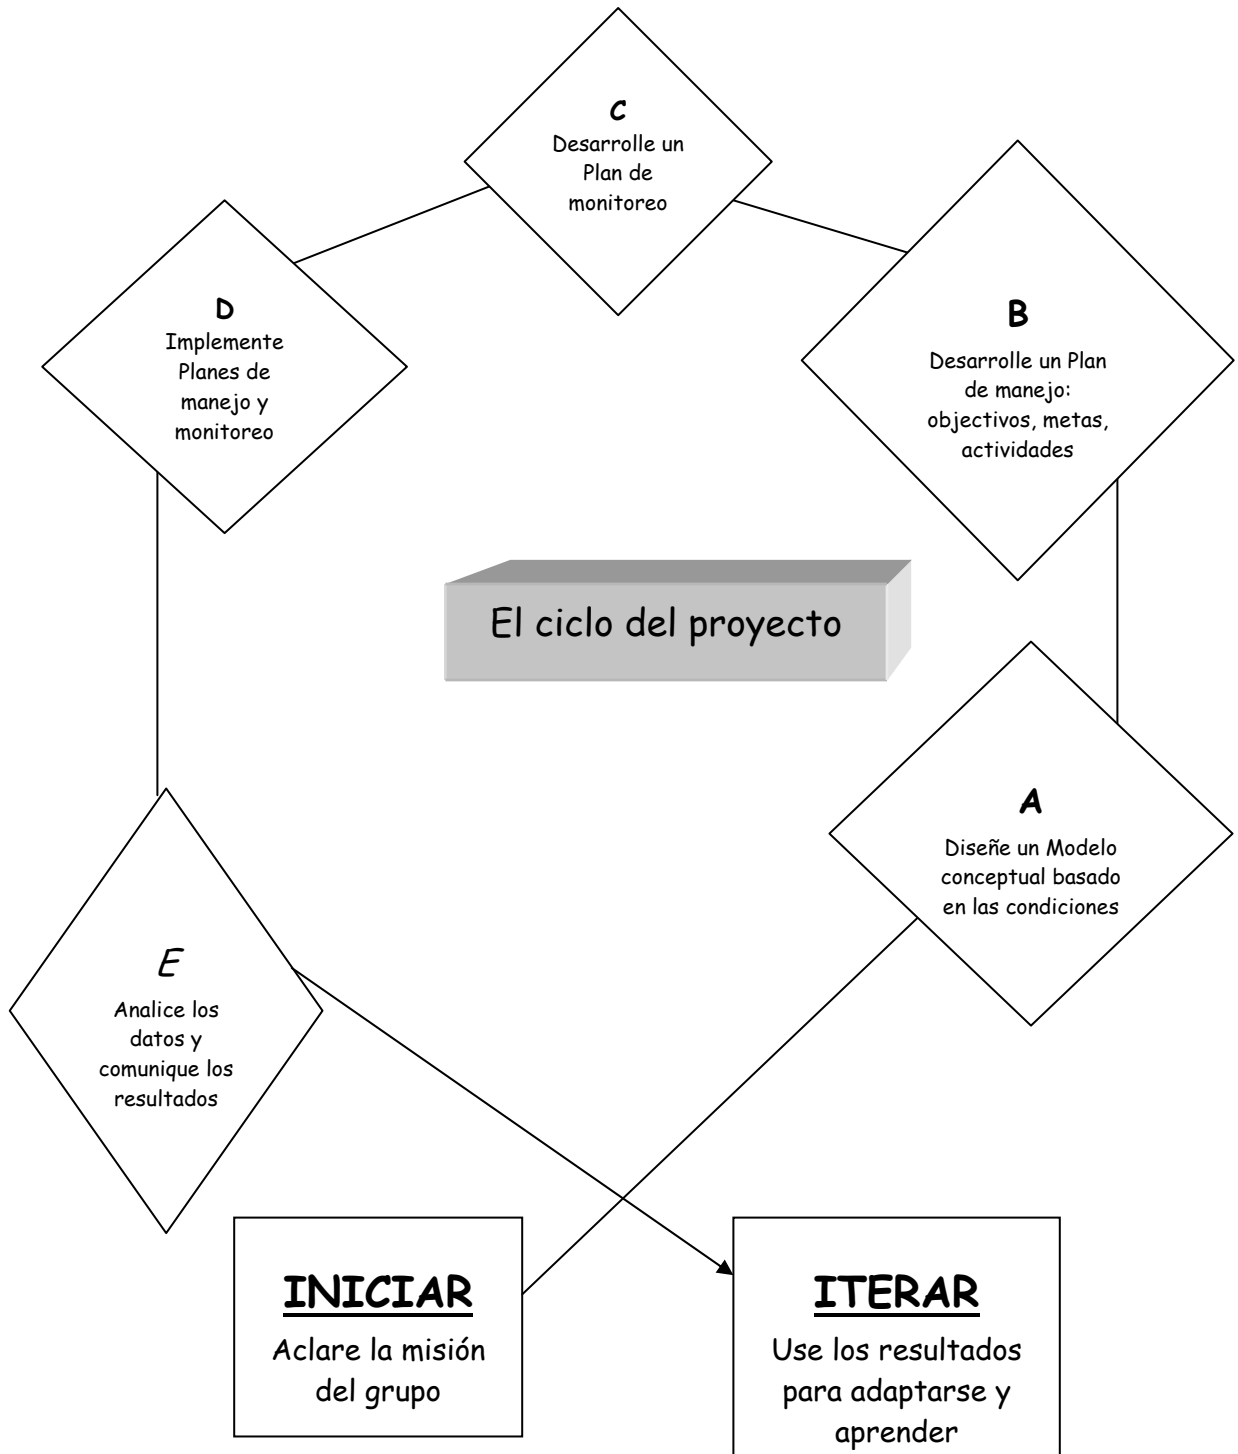 C
Desarrolle un
Plan de
monitoreo
B
Desarrolle un Plan
de manejo:
objectivos, metas,
actividades
D
Implemente
Planes de
manejo y
monitoreo
El ciclo del proyecto
A
Diseñe un Modelo
conceptual basado
en las condiciones
E
Analice los
datos y
comunique los
resultados
INICIAR
Aclare la misión
del grupo
ITERAR
Use los resultados
para adaptarse y
aprender